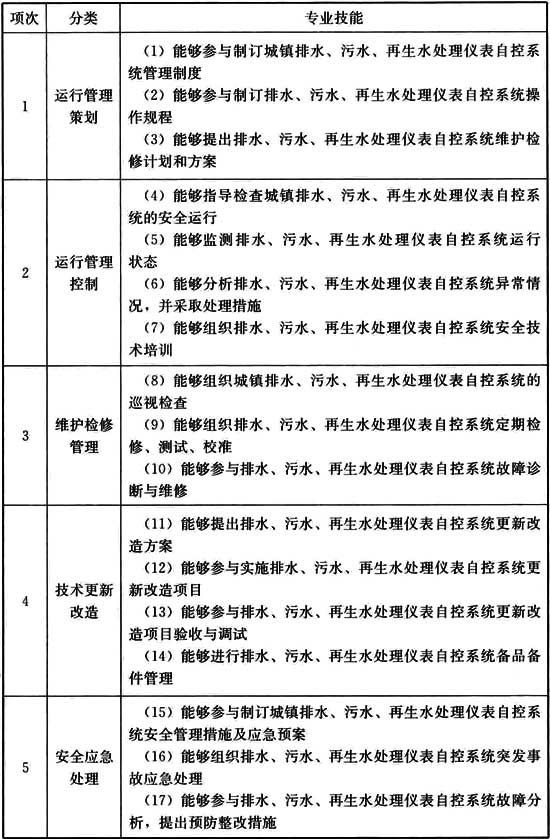 项次 分类 专业技能
1
运行管理
策划
(1)能够参与制订城镇排水、污水、再生水处理仪表自控系
统管理制度
(2)能够参与制订排水、污水、再生水处理仪表自控系统操
作规程
(3)能够提出排水、污水、再生水处理仪表自控系统维护检
修计划和方案
2
运行管理
控制
(4)能够指导检查城镇排水、污水、再生水处理仪表自控系
统的安全运行
(5)能够监测排水、污水、再生水处理仪表自控系统运行
状态
(6)能够分析排水、污水、再生水处理仪表自控系统异常情
况，并采取处理措施
(7)能够组织排水、污水、再生水处理仪表自控系统安全技
术培训
3
维护检修
管理
(8)能够组织城镇排水、污水、再生水处理仪表自控系统的
巡视检查
(9)能够组织排水、污水、再生水处理仪表自控系统定期检
修、测试、校准
(10)能够参与排水、污水、再生水处理仪表自控系统故障诊
断与维修
4
技术更新
改造
(11)能够提出排水、污水、再生水处理仪表自控系统更新改
造方案
(12)能够参与实施排水、污水、再生水处理仪表自控系统更
新改造项目
(13)能够参与排水、污水、再生水处理仪表自控系统更新改
造项目验收与调试
(14)能够进行排水、污水、再生水处理仪表自控系统备品备
件管理
5
安全应急
处理
(15)能够参与制订城镇排水、污水、再生水处理仪表自控系
统安全管理措施及应急预案
(16)能够组织排水、污水、再生水处理仪表自控系统突发事
故应急处理
(17)能够参与排水、污水、再生水处理仪表自控系统故障分
析，提出预防整改措施